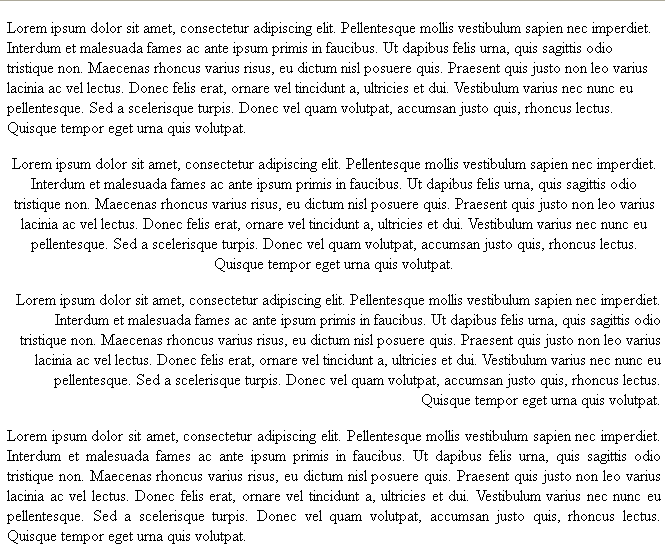 Lorem ipsum dolor sit amet, consectetur adipiscing elit. Pellentesque mollis vestibulum sapien nec imperdiet.
Interdum et malesuada fames ac ante ipsum primis in faucibus. Ut dapibus felis urna, quis sagittis odio
tristique non. Maecenas rhoncus varius risus, eu dictum nisl posuere quis. Praesent quis justo non leo varius
lacinia ac vel lectus. Donec felis erat, ornare vel tincidunt a, ultricies et dui. Vestibulum varius nec nunc eu
pellentesque. Sed a scelerisque turpis. Donec vel quam volutpat, accumsan justo quis, rhoncus lectus.
Quisque tempor eget urna quis volutpat.
Lorem ipsum dolor sit amet, consectetur adipiscing elit. Pellentesque mollis vestibulum sapien nec imperdiet.
Interdum et malesuada fames ac ante ipsum primis in faucibus. Ut dapibus felis urna, quis sagittis odio
tristique non. Maecenas rhoncus varius risus, eu dictum nisl posuere quis. Praesent quis justo non leo varius
lacinia ac vel lectus. Donec felis erat, ornare vel tincidunt a, ultricies et dui. Vestibulum varius nec nunc eu
pellentesque. Sed a scelerisque turpis. Donec vel quam volutpat, accumsan justo quis, rhoncus lectus.
Quisque tempor eget urna quis volutpat.
Lorem ipsum dolor sit amet, consectetur adipiscing elit. Pellentesque mollis vestibulum sapien nec imperdiet.
Interdum et malesuada fames ac ante ipsum primis in faucibus. Ut dapibus felis urna, quis sagittis odio
tristique non. Maecenas rhoncus varius risus, eu dictum nisl posuere quis. Praesent quis justo non leo varius
lacinia ac vel lectus. Donec felis erat, ornare vel tincidunt a, ultricies et dui. Vestibulum varius nec nunc eu
pellentesque. Sed a scelerisque turpis. Donec vel quam volutpat, accumsan justo quis, rhoncus lectus.
Quisque tempor eget urna quis volutpat.
Lorem ipsum dolor sit amet, consectetur adipiscing elit. Pellentesque mollis vestibulum sapien nec imperdiet.
Interdum et malesuada fames ac ante ipsum primis in faucibus. Ut dapibus felis urna, quis sagittis odio
tristique non. Maecenas rhoncus varius risus, eu dictum nisl posuere quis. Praesent quis justo non leo varius
lacinia ac vel lectus. Donec felis erat, ornare vel tincidunt a, ultricies et dui. Vestibulum varius nec nunc eu
pellentesque. Sed a scelerisque turpis. Donec vel quam volutpat, accumsan justo quis, rhoncus lectus.
Quisque tempor eget urna quis volutpat.